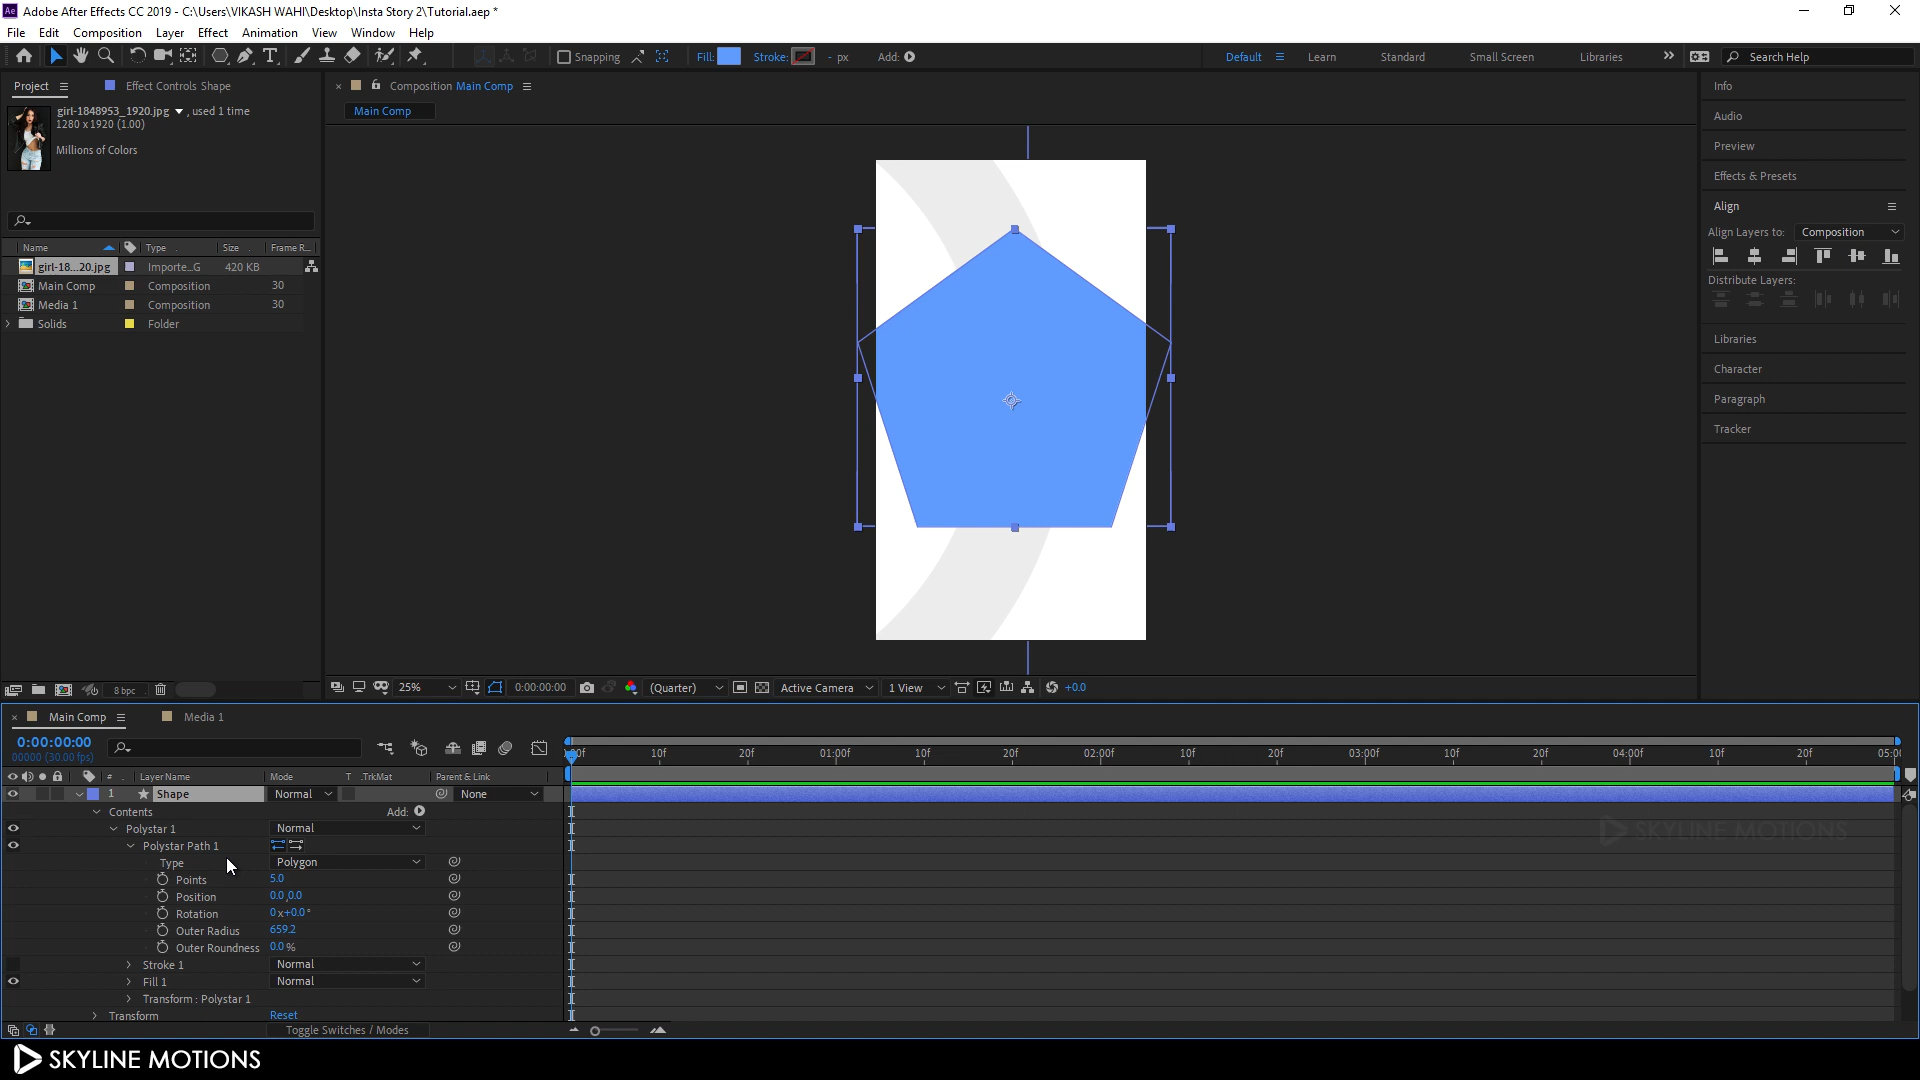 Adobe After Effects CC 2019 - C:\Users\VIKASH WAHI\Desktop\Insta Story 2\Tutorial.aep *
File Edit Composition Layer Effect Animation View Window Help
Snapping Fill: Stroke: - px Add: Default Learn Standard Small Screen Libraries Search Help
Project Effect Controls Shape
girl-1848953_1920.jpg , used 1 time
1280 x 1920 (1.00)
Millions of Colors
Name Type Size Frame R...
girl-18...20.jpg Importe...G 420 KB
Main Comp Composition 30
Media 1 Composition 30
Solids Folder
8 bpc
Composition Main Comp
Main Comp
25% 0:00:00:00 (Quarter) Active Camera 1 View +0.0
Info
Audio
Preview
Effects & Presets
Align
Align Layers to: Composition
Distribute Layers:
Libraries
Character
Paragraph
Tracker
Main Comp Media 1
0:00:00:00
00000 (30.00 fps)
:00f 10f 20f 01:00f 10f 20f 02:00f 10f 20f 03:00f 10f 20f 04:00f 10f 20f 05:00
# Layer Name Mode T .TrkMat Parent & Link
1 Shape Normal None
Contents Add:
Polystar 1 Normal
Polystar Path 1
Type Polygon
Points 5.0
Position 0.0,0.0
Rotation 0x+0.0°
Outer Radius 659.2
Outer Roundness 0.0 %
Stroke 1 Normal
Fill 1 Normal
Transform : Polystar 1
Transform Reset
Toggle Switches / Modes
SKYLINE MOTIONS
SKYLINE MOTIONS